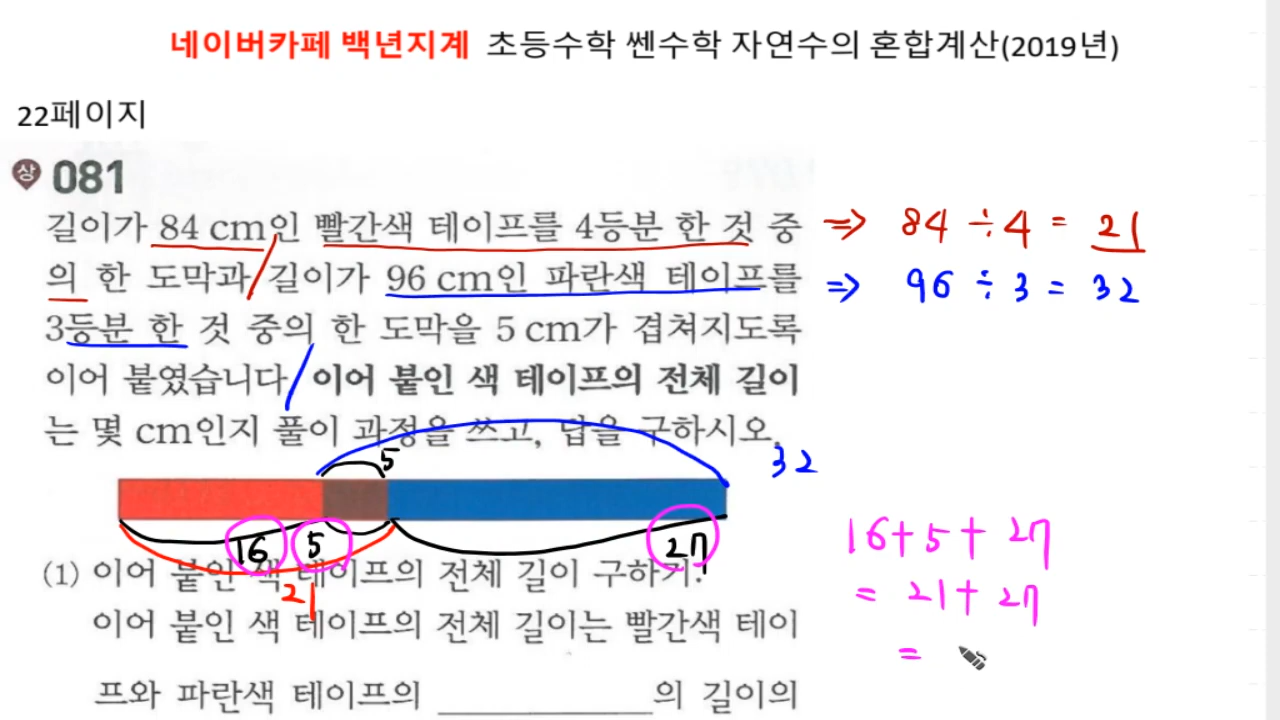 네이버카페 백년지계 초등수학 쎈수학 자연수의 혼합계산(2019년)
22페이지
상 081
길이가 84 cm인 빨간색 테이프를 4등분 한 것 중 ⇒ 84 ÷ 4 = 21
의 한 도막과 길이가 96 cm인 파란색 테이프를 ⇒ 96 ÷ 3 = 32
3등분 한 것 중의 한 도막을 5 cm가 겹쳐지도록
이어 붙였습니다. 이어 붙인 색 테이프의 전체 길이
는 몇 cm인지 풀이 과정을 쓰고, 답을 구하시오.
5 32
16 5 27
16+5+27
(1) 이어 붙인 색 테이프의 전체 길이 구하기.
21
= 21+27
이어 붙인 색 테이프의 전체 길이는 빨간색 테이
=
프와 파란색 테이프의 ________ 의 길이의